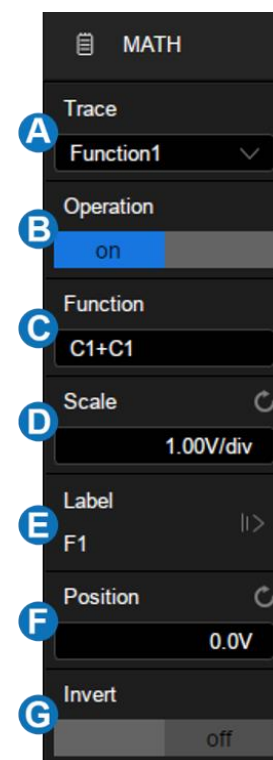 MATH
Trace
A
Function1
Operation
B
on
Function
C
C1+C1
Scale
D
1.00V/div
Label
E
F1
Position
F
0.0V
Invert
G
off